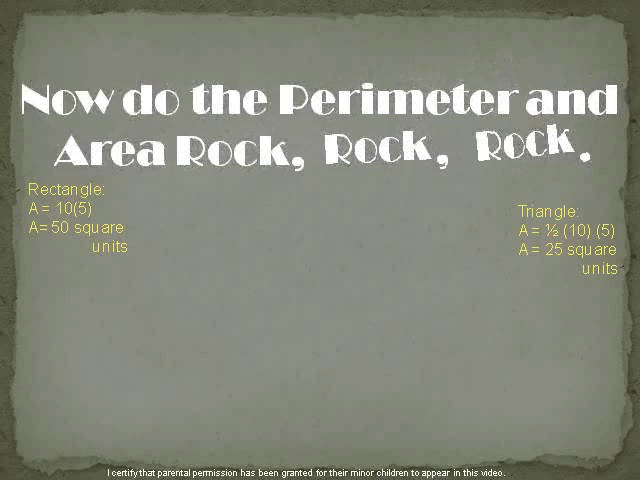 Now do the Perimeter and
Area Rock, Rock, Rock.
Rectangle:
A = 10(5)
A= 50 square
units
Triangle:
A = ½ (10) (5)
A = 25 square
units
I certify that parental permission has been granted for their minor children to appear in this video.